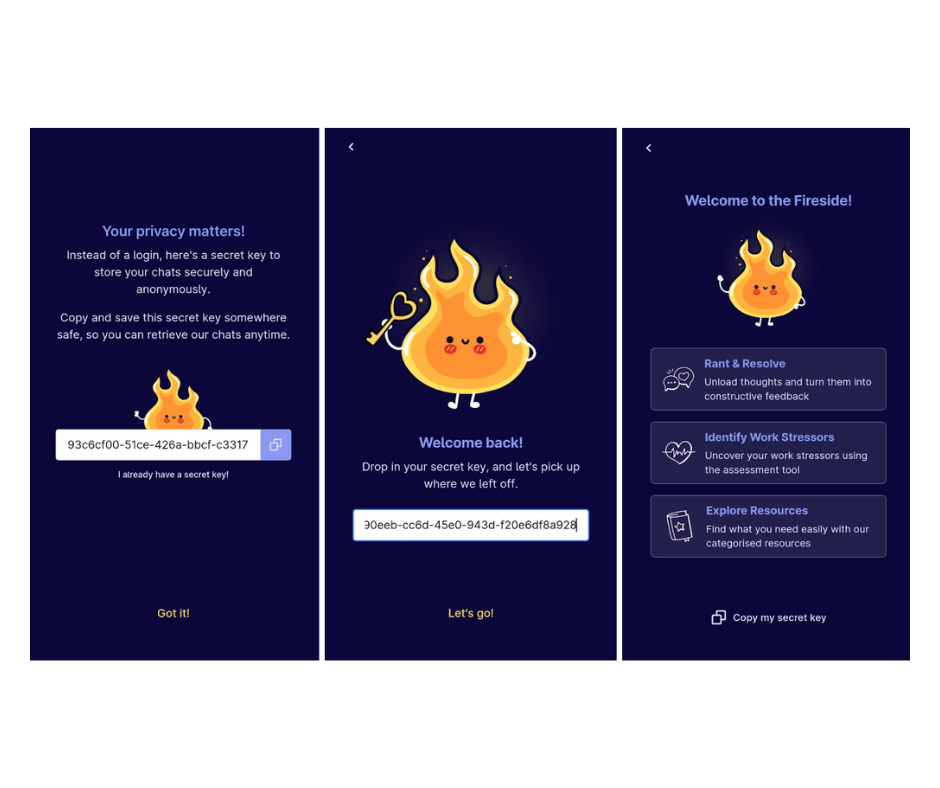 Your privacy matters!
Instead of a login, here's a secret key to
store your chats securely and
anonymously.
Copy and save this secret key somewhere
safe, so you can retrieve our chats anytime.
93c6cf00-51ce-426a-bbcf-c3317
I already have a secret key!
Got it!
Welcome back!
Drop in your secret key, and let's pick up
where we left off.
90eeb-cc6d-45e0-943d-f20e6df8a928
Let's go!
Welcome to the Fireside!
Rant & Resolve
Unload thoughts and turn them into
constructive feedback
Identify Work Stressors
Uncover your work stressors using
the assessment tool
Explore Resources
Find what you need easily with our
categorised resources
Copy my secret key